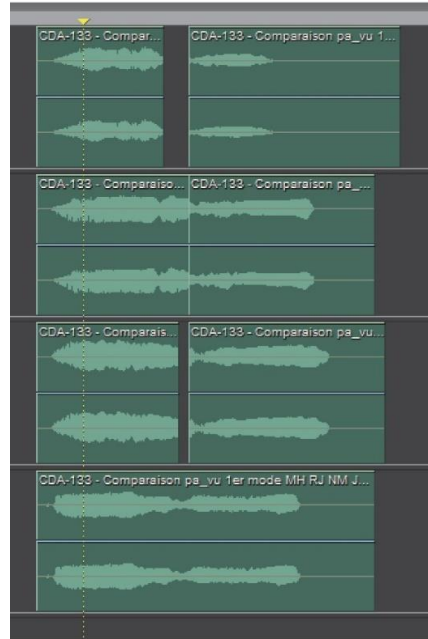 CDA-133 - Compar... CDA-133 - Comparaison pa_vu 1...
CDA-133 - Comparaiso... CDA-133 - Comparaison pa_...
CDA-133 - Comparais... CDA-133 - Comparaison pa_vu...
CDA-133 - Comparaison pa_vu 1er mode MH RJ NM J...